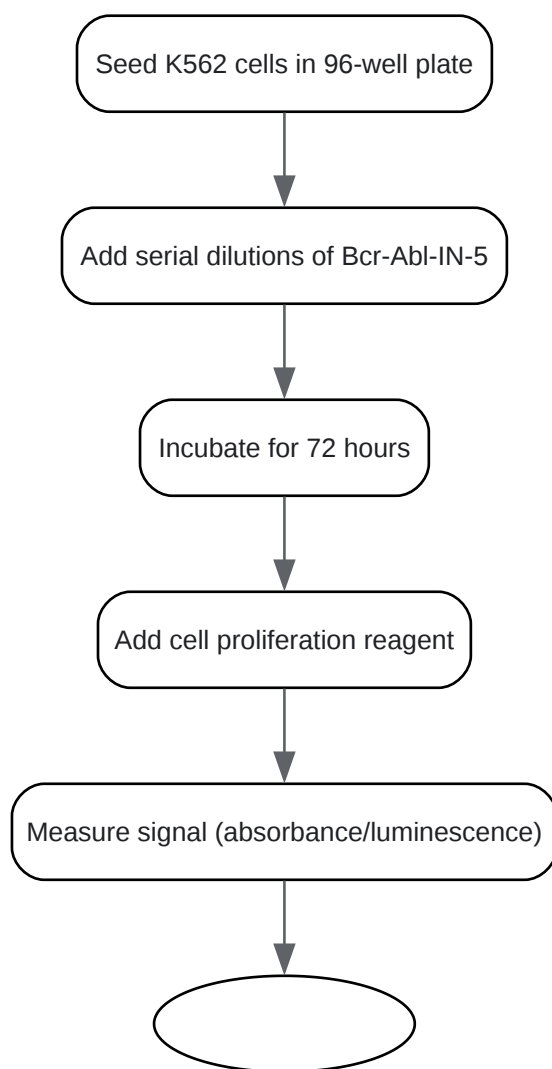 Seed K562 cells in 96-well plate
Add serial dilutions of Bcr-Abl-IN-5
Incubate for 72 hours
Add cell proliferation reagent
Measure signal (absorbance/luminescence)